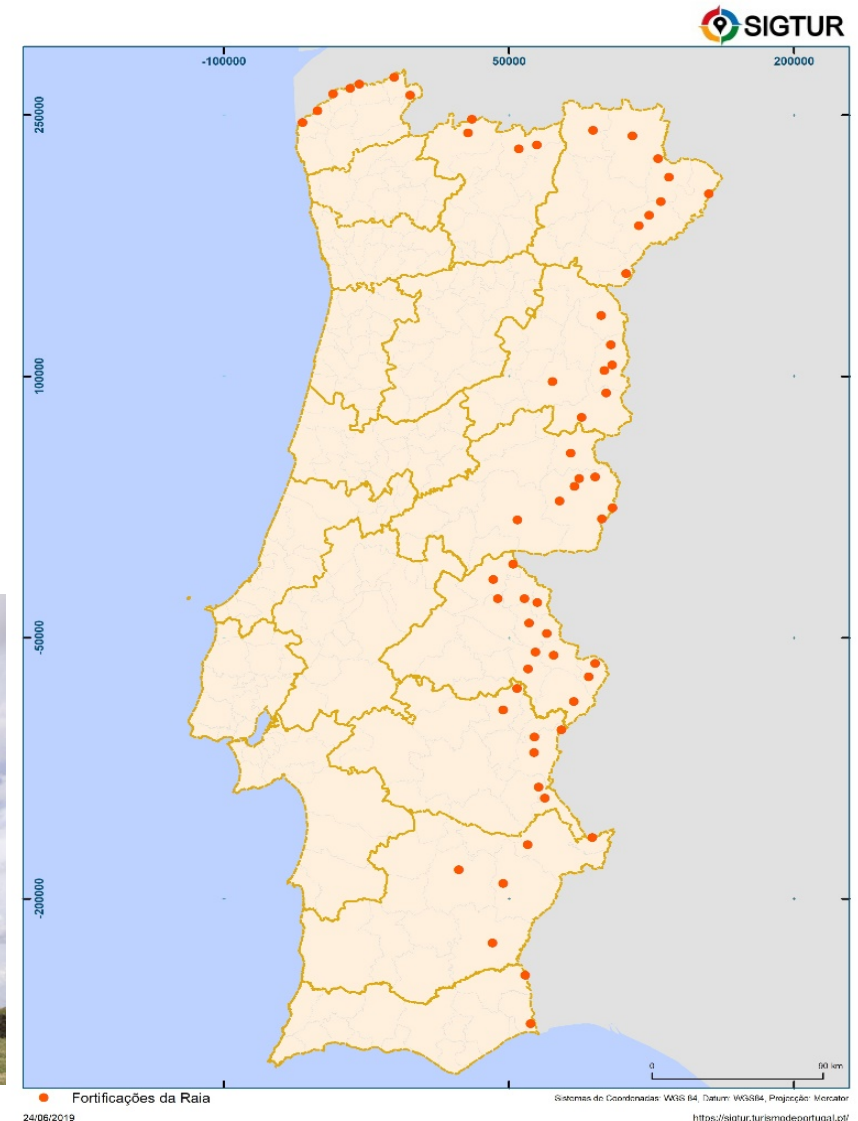 SIGTUR
-100000
50000
200000
250000
100000
-50000
-200000
0
90 km
Fortificações da Raia
Sistemas de Coordenadas: WGS 84, Datum: WGS84, Projecção: Mercator
24/06/2019
https://sigtur.turismodeportugal.pt/